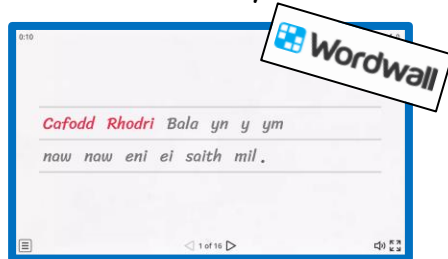 0:10
Wordwall
Cafodd Rhodri Bala yn y ym
naw naw eni ei saith mil.
1 of 16